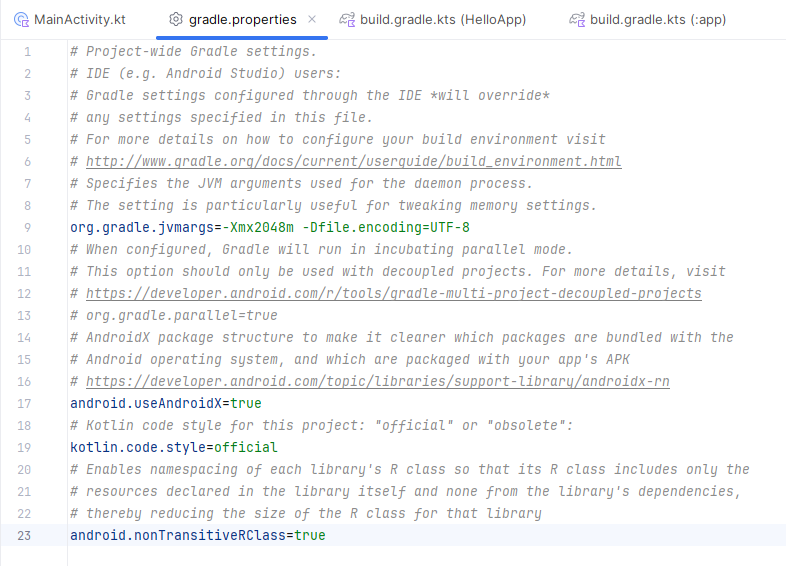 MainActivity.kt gradle.properties build.gradle.kts (HelloApp) build.gradle.kts (:app)
1 # Project-wide Gradle settings.
2 # IDE (e.g. Android Studio) users:
3 # Gradle settings configured through the IDE *will override*
4 # any settings specified in this file.
5 # For more details on how to configure your build environment visit
6 # http://www.gradle.org/docs/current/userguide/build_environment.html
7 # Specifies the JVM arguments used for the daemon process.
8 # The setting is particularly useful for tweaking memory settings.
9 org.gradle.jvmargs=-Xmx2048m -Dfile.encoding=UTF-8
10 # When configured, Gradle will run in incubating parallel mode.
11 # This option should only be used with decoupled projects. For more details, visit
12 # https://developer.android.com/r/tools/gradle-multi-project-decoupled-projects
13 # org.gradle.parallel=true
14 # AndroidX package structure to make it clearer which packages are bundled with the
15 # Android operating system, and which are packaged with your app's APK
16 # https://developer.android.com/topic/libraries/support-library/androidx-rn
17 android.useAndroidX=true
18 # Kotlin code style for this project: "official" or "obsolete":
19 kotlin.code.style=official
20 # Enables namespacing of each library's R class so that its R class includes only the
21 # resources declared in the library itself and none from the library's dependencies,
22 # thereby reducing the size of the R class for that library
23 android.nonTransitiveRClass=true